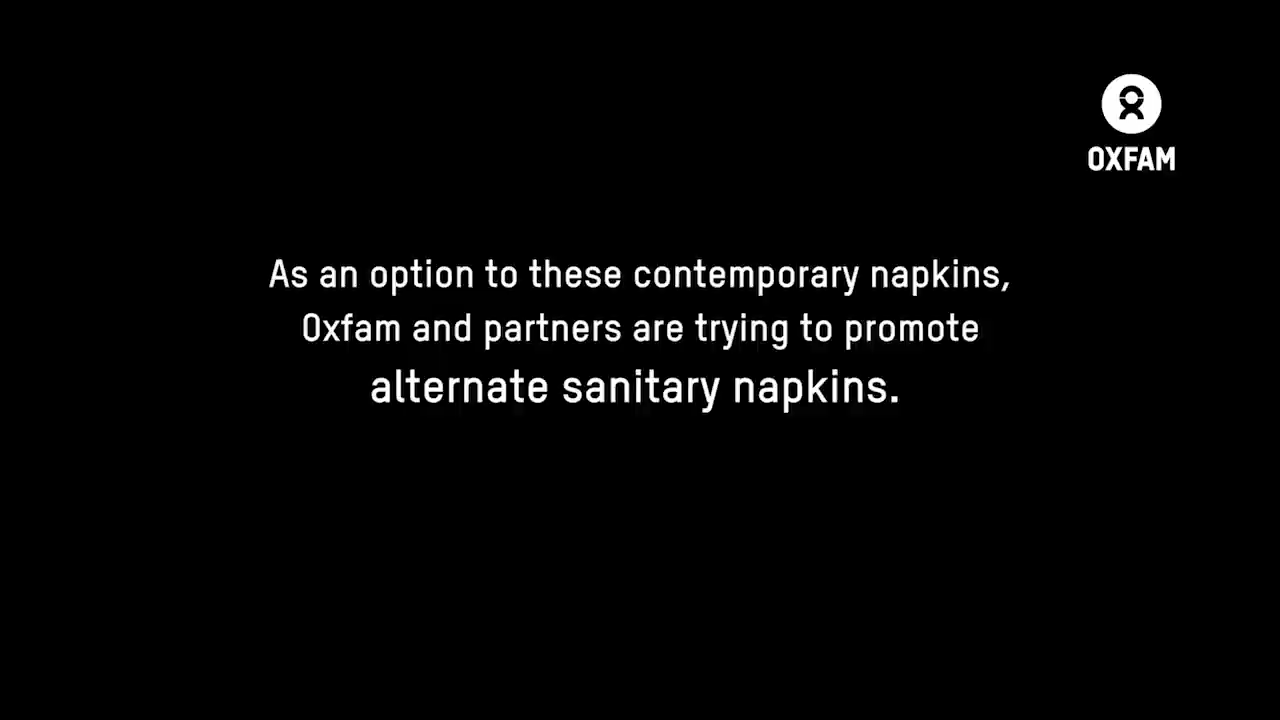 OXFAM
As an option to these contemporary napkins,
Oxfam and partners are trying to promote
alternate sanitary napkins.